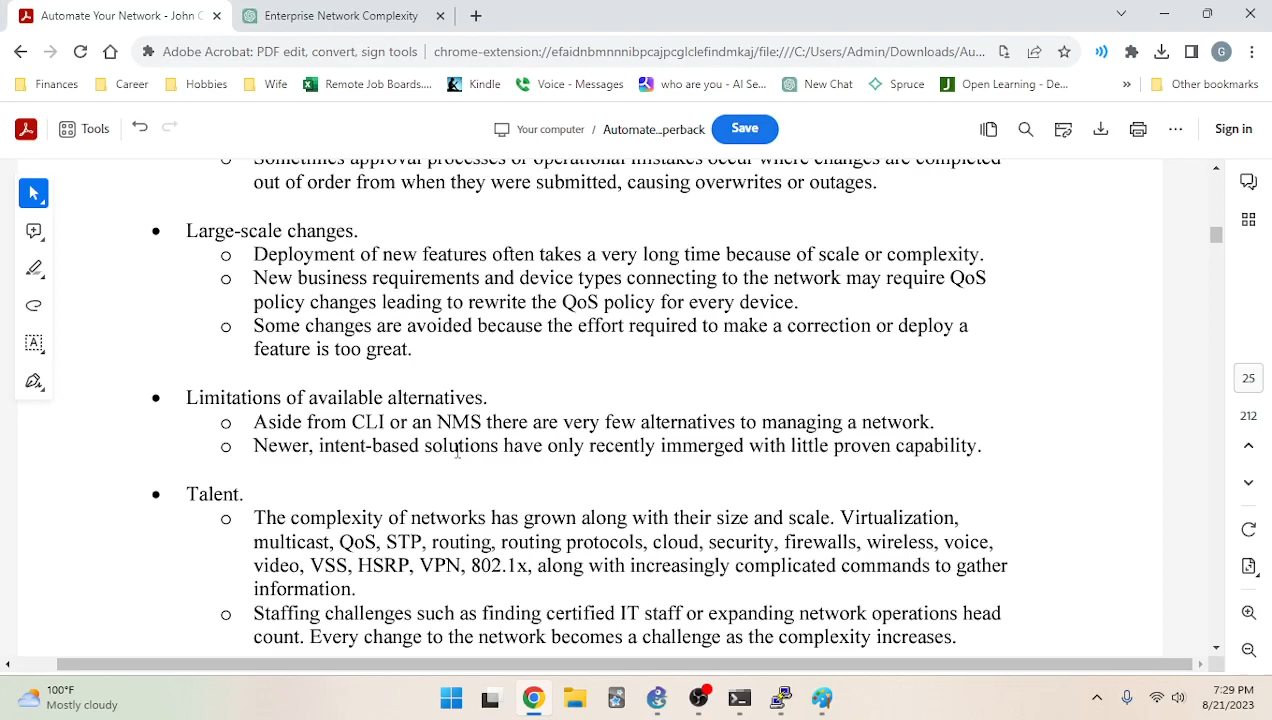 Automate Your Network - John C
Enterprise Network Complexity
Adobe Acrobat: PDF edit, convert, sign tools
chrome-extension://efaidnbmnnnibpcajpcglclefindmkaj/file:///C:/Users/Admin/Downloads/Au...
G
Finances
Career
Hobbies
Wife
Remote Job Boards....
Kindle
Voice - Messages
who are you - AI Se...
New Chat
Spruce
Open Learning - De...
»
Other bookmarks
Tools
Your computer / Automate...perback
Save
Sign in
o Sometimes approval processes or operational mistakes occur where changes are completed
out of order from when they were submitted, causing overwrites or outages.
• Large-scale changes.
o Deployment of new features often takes a very long time because of scale or complexity.
o New business requirements and device types connecting to the network may require QoS
policy changes leading to rewrite the QoS policy for every device.
o Some changes are avoided because the effort required to make a correction or deploy a
feature is too great.
• Limitations of available alternatives.
o Aside from CLI or an NMS there are very few alternatives to managing a network.
o Newer, intent-based solutions have only recently immerged with little proven capability.
• Talent.
o The complexity of networks has grown along with their size and scale. Virtualization,
multicast, QoS, STP, routing, routing protocols, cloud, security, firewalls, wireless, voice,
video, VSS, HSRP, VPN, 802.1x, along with increasingly complicated commands to gather
information.
o Staffing challenges such as finding certified IT staff or expanding network operations head
count. Every change to the network becomes a challenge as the complexity increases.
25
212
100°F
Mostly cloudy
7:29 PM
8/21/2023